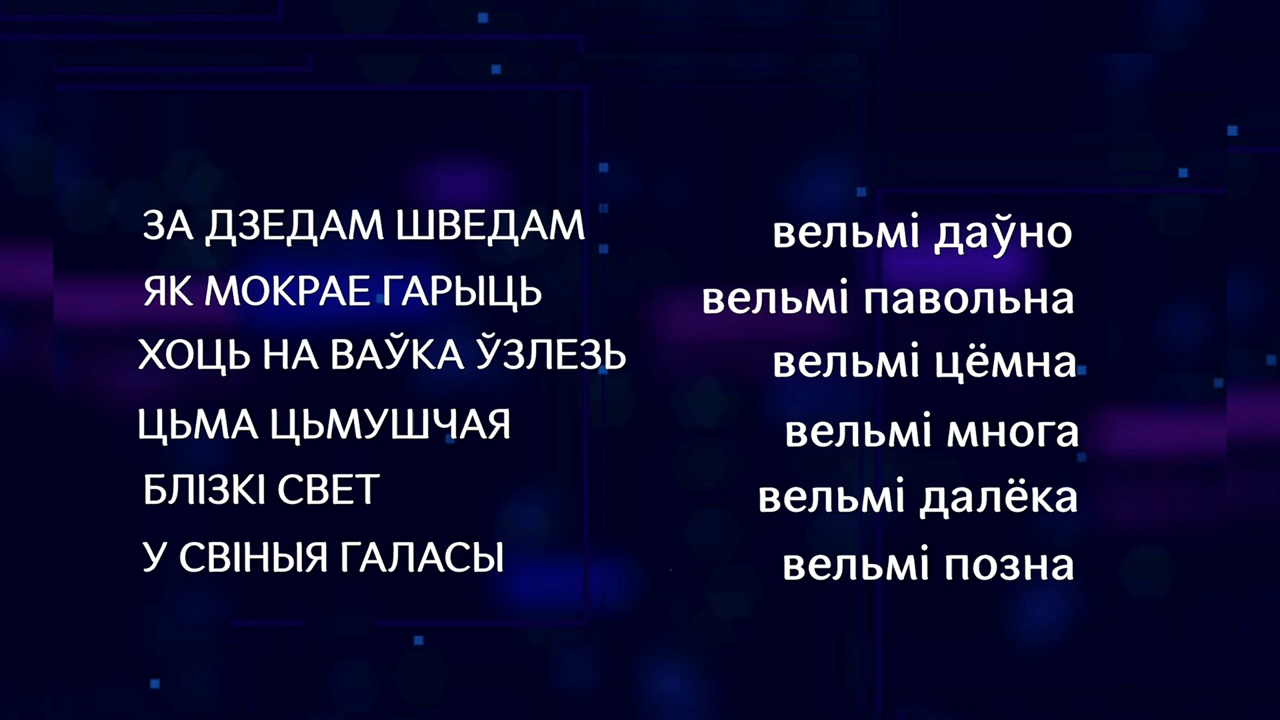 ЗА ДЗЕДАМ ШВЕДАМ вельмі даўно
ЯК МОКРАЕ ГАРЫЦЬ вельмі павольна
ХОЦЬ НА ВАЎКА ЎЗЛЕЗЬ вельмі цёмна
ЦЬМА ЦЬМУШЧАЯ вельмі многа
БЛІЗКІ СВЕТ вельмі далёка
У СВІНЫЯ ГАЛАСЫ вельмі позна